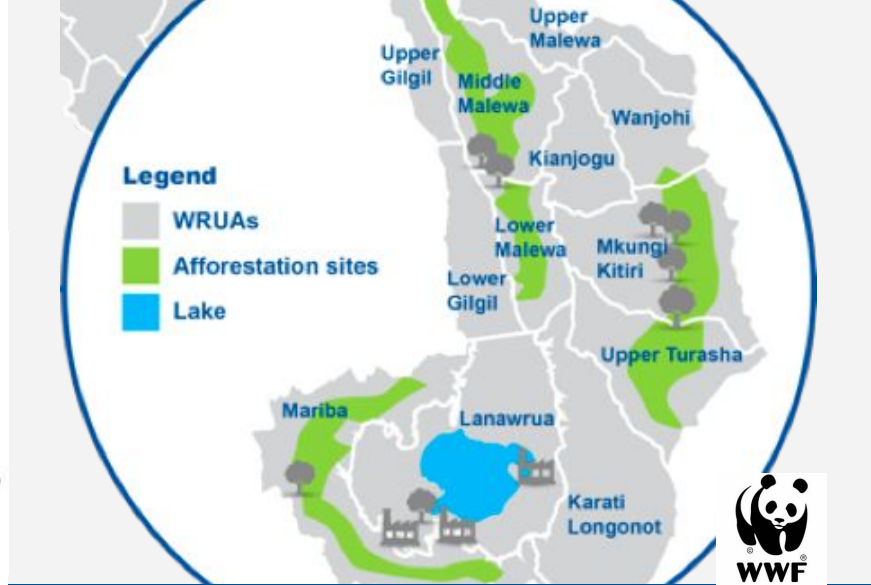 Upper
Malewa
Upper
Gilgil
Middle
Malewa
Wanjohi
Kianjogu
Legend
WRUAs
Afforestation sites
Lake
Lower
Malewa
Mkungi
Kitiri
Lower
Gilgil
Upper Turasha
Mariba
Lanawrua
Karati
Longonot
©
®
WWF